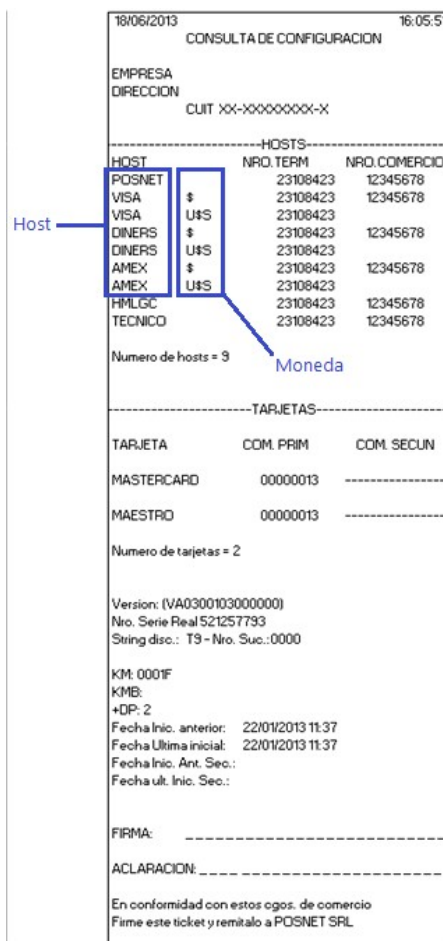 18/06/2013 16:05:5
CONSULTA DE CONFIGURACION
EMPRESA
DIRECCION
CUIT XX-XXXXXXXX-X
--------------------HOSTS--------------------
HOST NRO.TERM NRO.COMERCIO
POSNET 23108423 12345678
VISA $ 23108423 12345678
VISA U$S 23108423
Host
DINERS $ 23108423 12345678
DINERS U$S 23108423
AMEX $ 23108423 12345678
AMEX U$S 23108423
HMLGC 23108423 12345678
TECNICO 23108423 12345678
Numero de hosts = 9
Moneda
-------------------TARJETAS-------------------
TARJETA COM. PRIM COM. SECUN
MASTERCARD 00000013 --------------
MAESTRO 00000013 --------------
Numero de tarjetas = 2
Version: (VA0300103000000)
Nro. Serie Real 521257793
String disc.: T9 - Nro. Suc.:0000
KM: 0001F
KMB:
+DP: 2
Fecha Inic. anterior: 22/01/2013 11:37
Fecha Ultima inicial: 22/01/2013 11:37
Fecha Inic. Ant. Sec.:
Fecha ult. Inic. Sec.:
FIRMA: _ _ _ _ _ _ _ _ _ _ _ _ _ _ _ _ _
ACLARACION: _ _ _ _ _ _ _ _ _ _ _ _ _ _ _ _
En conformidad con estos cgos. de comercio
Firme este ticket y remitalo a POSNET SRL